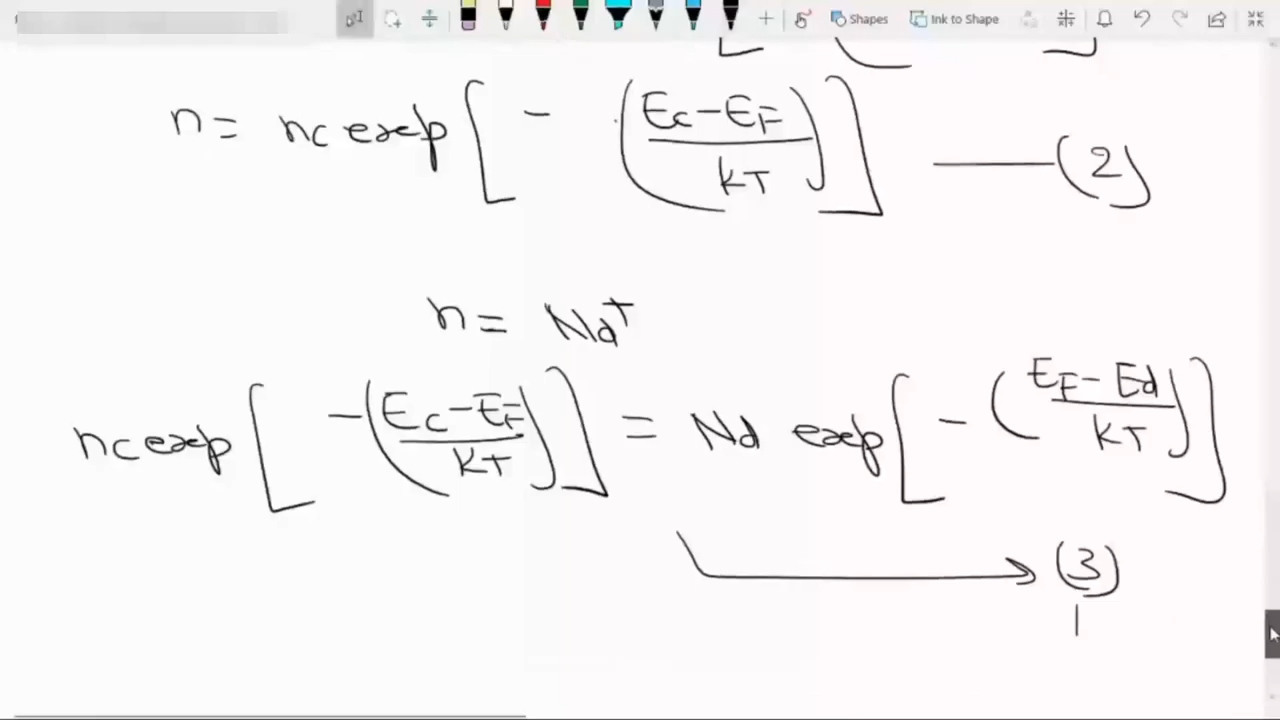 Shapes Ink to Shape
n = nc exp [ - ( Ec - EF / kT ) ] —— (2)
n = Nd+
nc exp [ - ( Ec - EF / kT ) ] = Nd exp [ - ( EF - Ed / kT ) ]
→ (3)